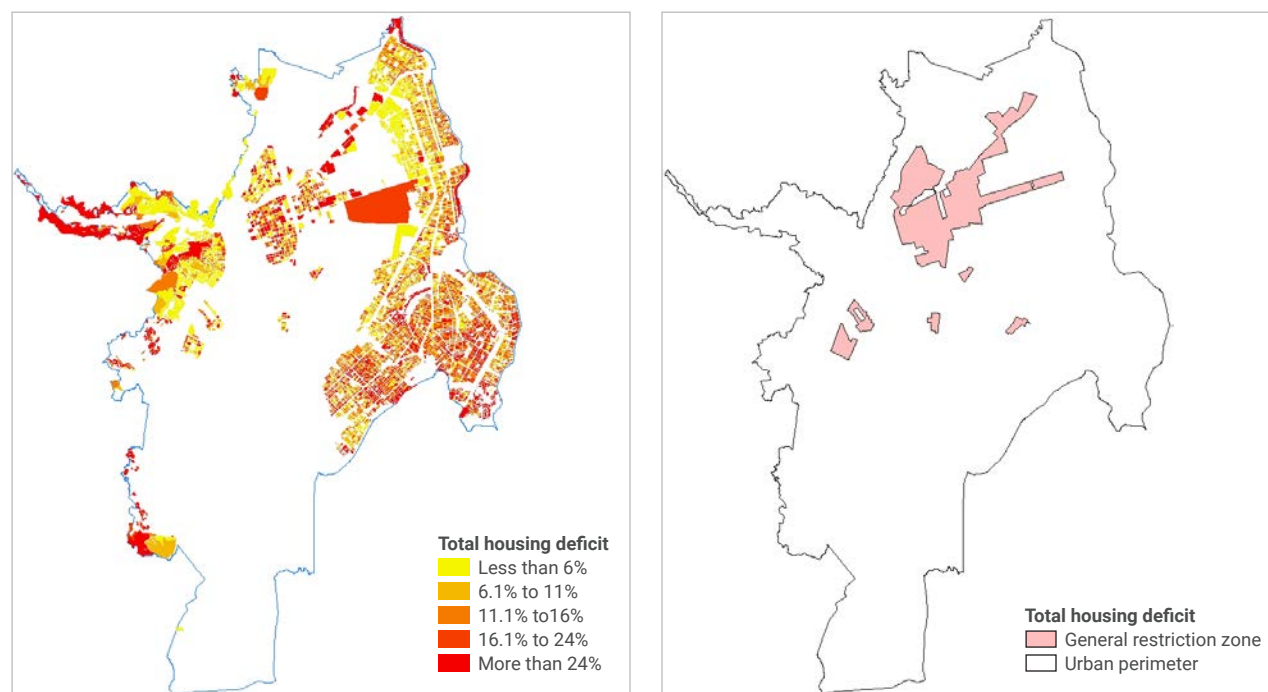 Total housing deficit
Less than 6%
6.1% to 11%
11.1% to16%
16.1% to 24%
More than 24%
Total housing deficit
General restriction zone
Urban perimeter